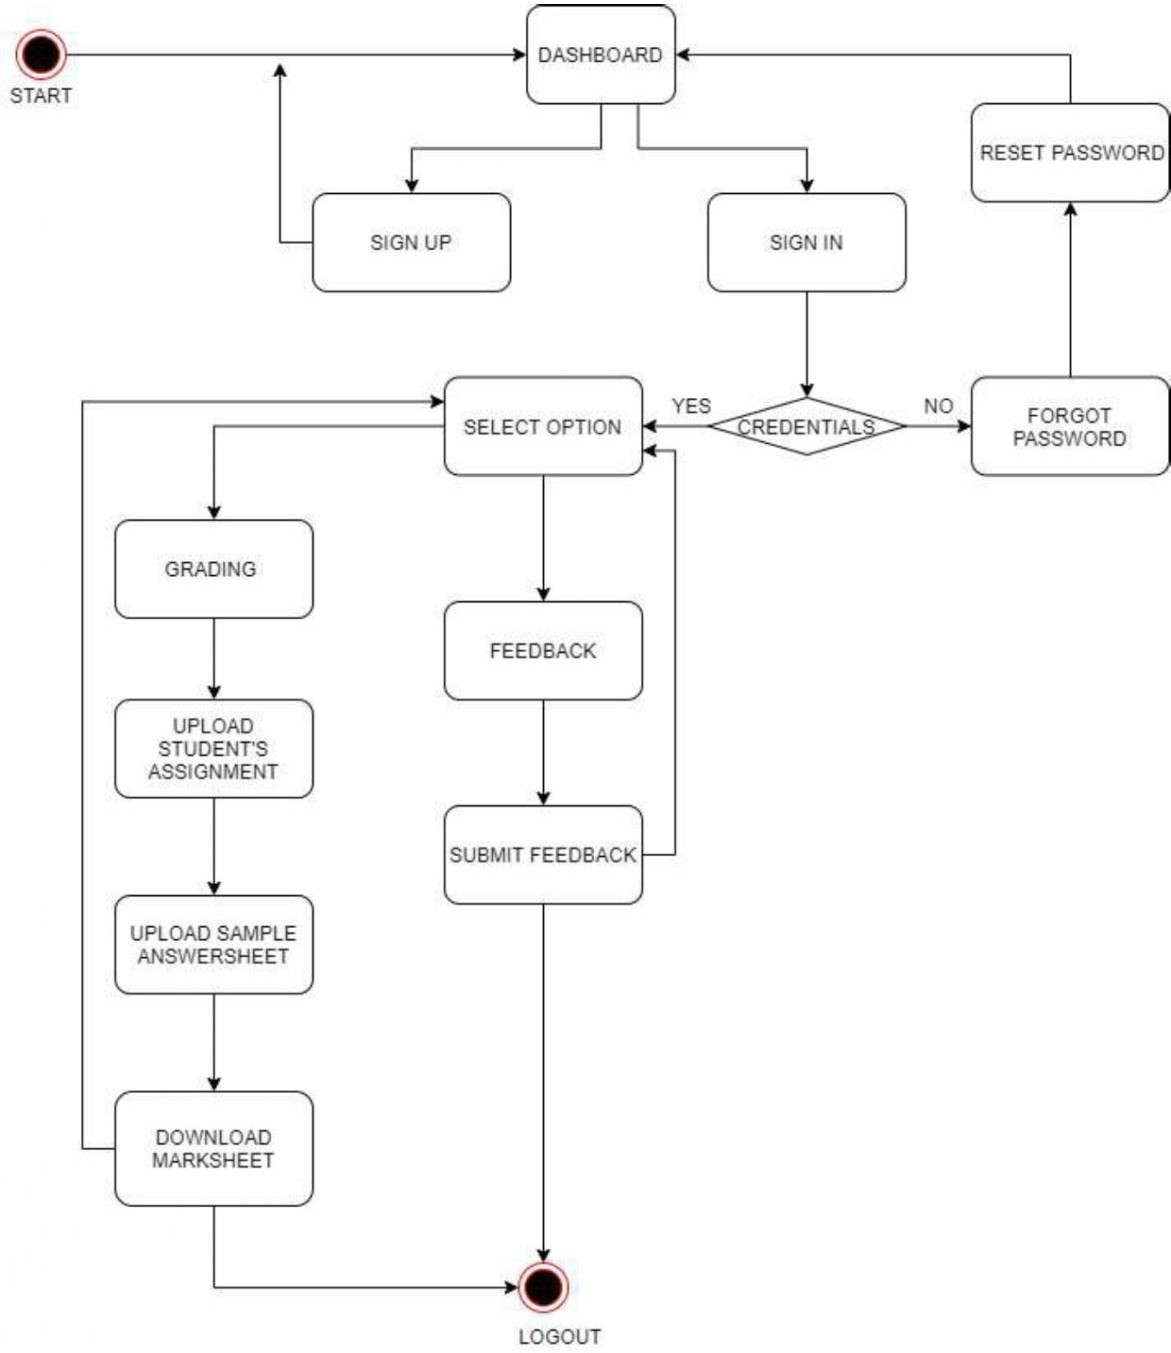 DASHBOARD
START
RESET PASSWORD
SIGN UP
SIGN IN
YES
NO
SELECT OPTION
CREDENTIALS
FORGOT
PASSWORD
GRADING
FEEDBACK
UPLOAD
STUDENT'S
ASSIGNMENT
SUBMIT FEEDBACK
UPLOAD SAMPLE
ANSWERSHEET
DOWNLOAD
MARKSHEET
LOGOUT